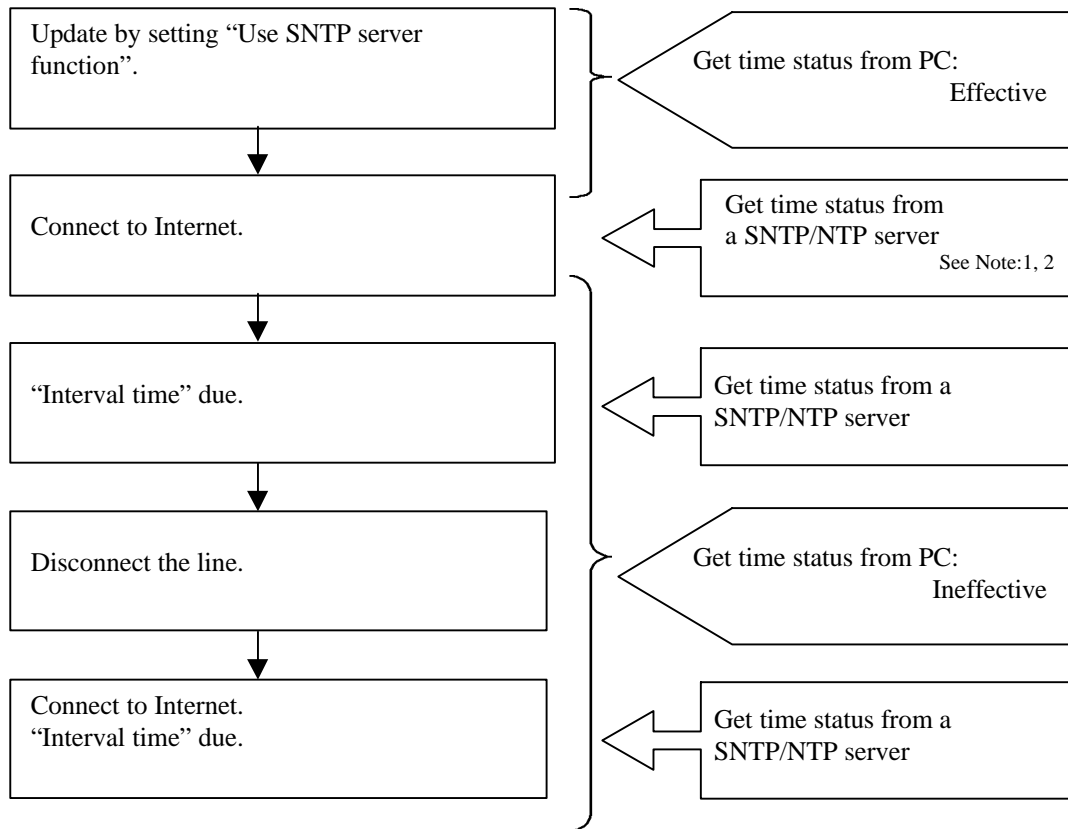 Update by setting “Use SNTP server
function”.
Get time status from PC:
Effective
Connect to Internet.
Get time status from
a SNTP/NTP server
See Note:1, 2
“Interval time” due.
Get time status from a
SNTP/NTP server
Disconnect the line.
Get time status from PC:
Ineffective
Connect to Internet.
“Interval time” due.
Get time status from a
SNTP/NTP server